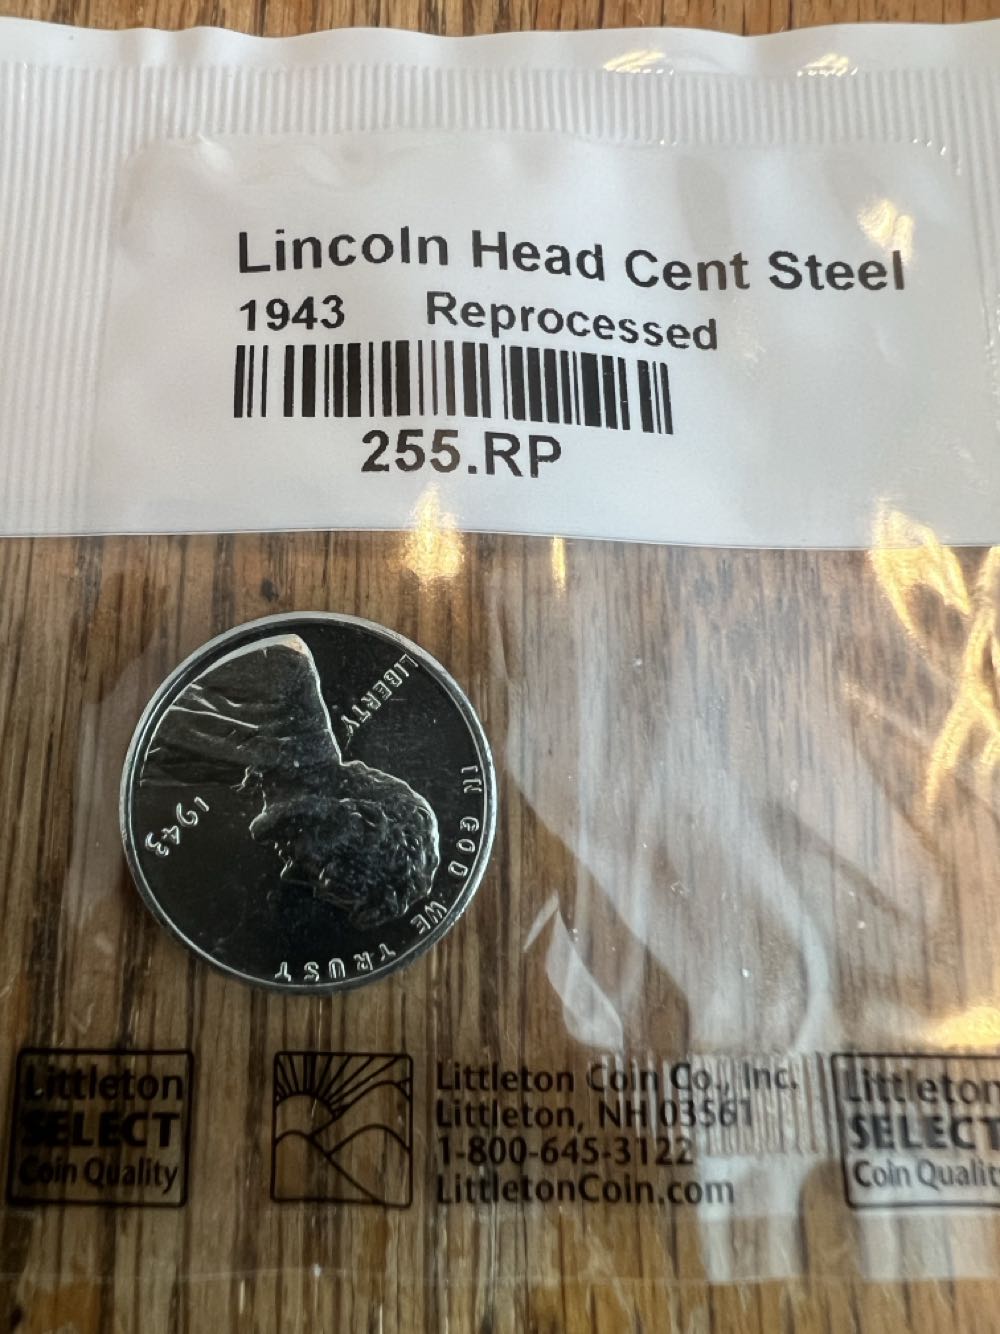 Lincoln Head Cent Steel
1943 Reprocessed
255.RP
LIBERTY
IN GOD WE TRUST
1943
Littleton
SELECT
Coin Quality
Littleton Coin Co., Inc.
Littleton, NH 03561
1-800-645-3122
LittletonCoin.com
Littleton
SELECT
Coin Quality